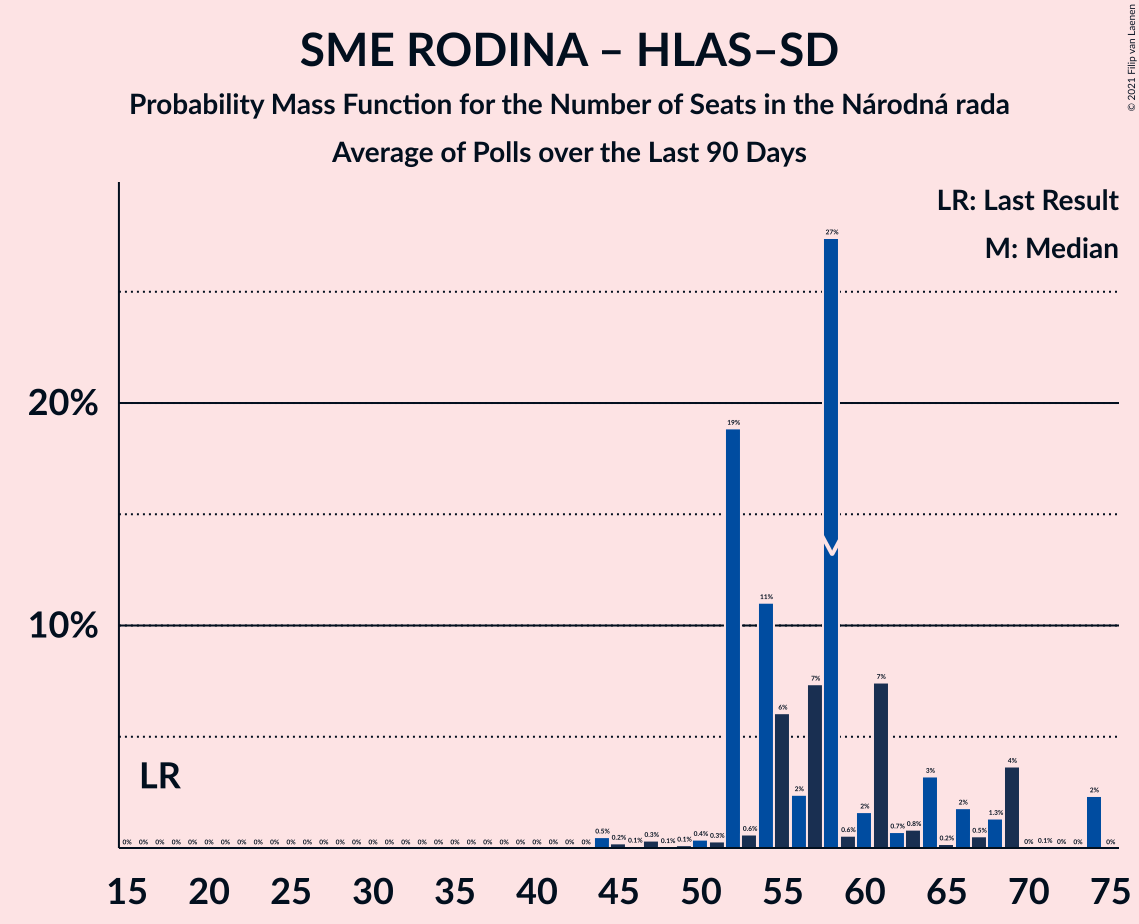 SME RODINA – HLAS–SD
Probability Mass Function for the Number of Seats in the Národná rada
Average of Polls over the Last 90 Days
© 2021 Filip van Laenen
LR: Last Result
M: Median
20%
10%
LR
M
0% 0% 0% 0% 0% 0% 0% 0% 0% 0% 0% 0% 0% 0% 0% 0% 0% 0% 0% 0% 0% 0% 0% 0% 0% 0% 0% 0% 0% 0.5% 0.2% 0.1% 0.3% 0.1% 0.1% 0.4% 0.3% 19% 0.6% 11% 6% 2% 7% 27% 0.6% 2% 7% 0.7% 0.8% 3% 0.2% 2% 0.5% 1.3% 4% 0% 0.1% 0% 0% 2% 0%
15 20 25 30 35 40 45 50 55 60 65 70 75